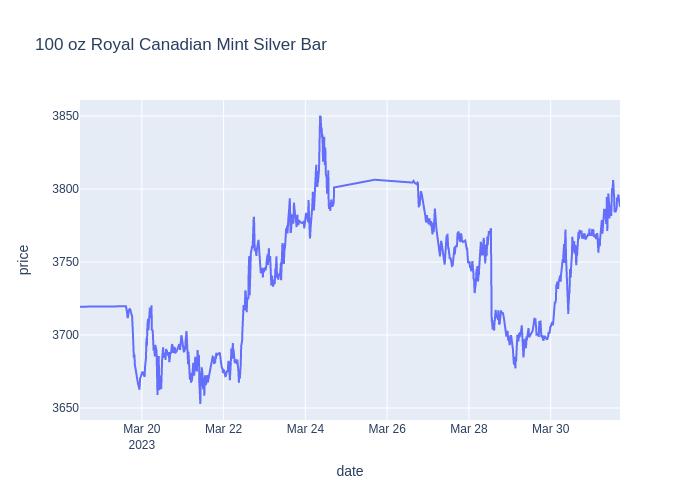 100 oz Royal Canadian Mint Silver Bar
3850
3800
3750
3700
3650
price
Mar 20
2023
Mar 22
Mar 24
Mar 26
Mar 28
Mar 30
date